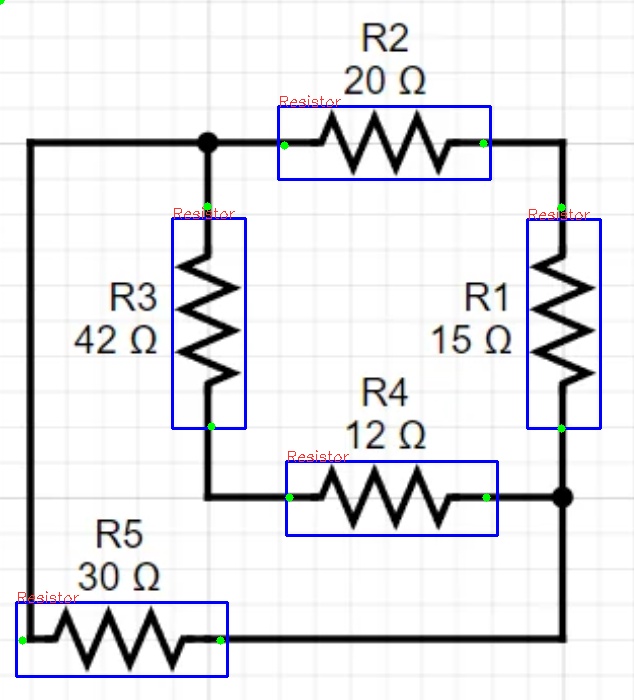 R2
20 Ω
Resistor
Resistor
Resistor
R3
42 Ω
R1
15 Ω
R4
12 Ω
Resistor
R5
30 Ω
Resistor